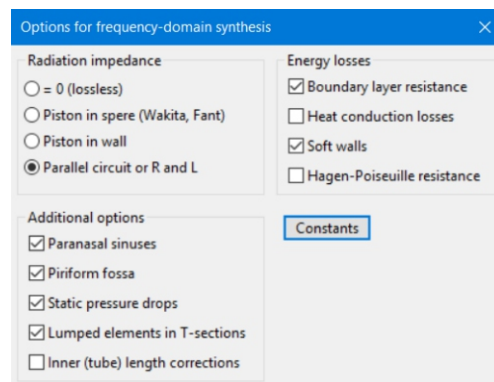 Options for frequency-domain synthesis
Radiation impedance
= 0 (lossless)
Piston in spere (Wakita, Fant)
Piston in wall
Parallel circuit or R and L
Energy losses
Boundary layer resistance
Heat conduction losses
Soft walls
Hagen-Poiseuille resistance
Additional options
Paranasal sinuses
Piriform fossa
Static pressure drops
Lumped elements in T-sections
Inner (tube) length corrections
Constants